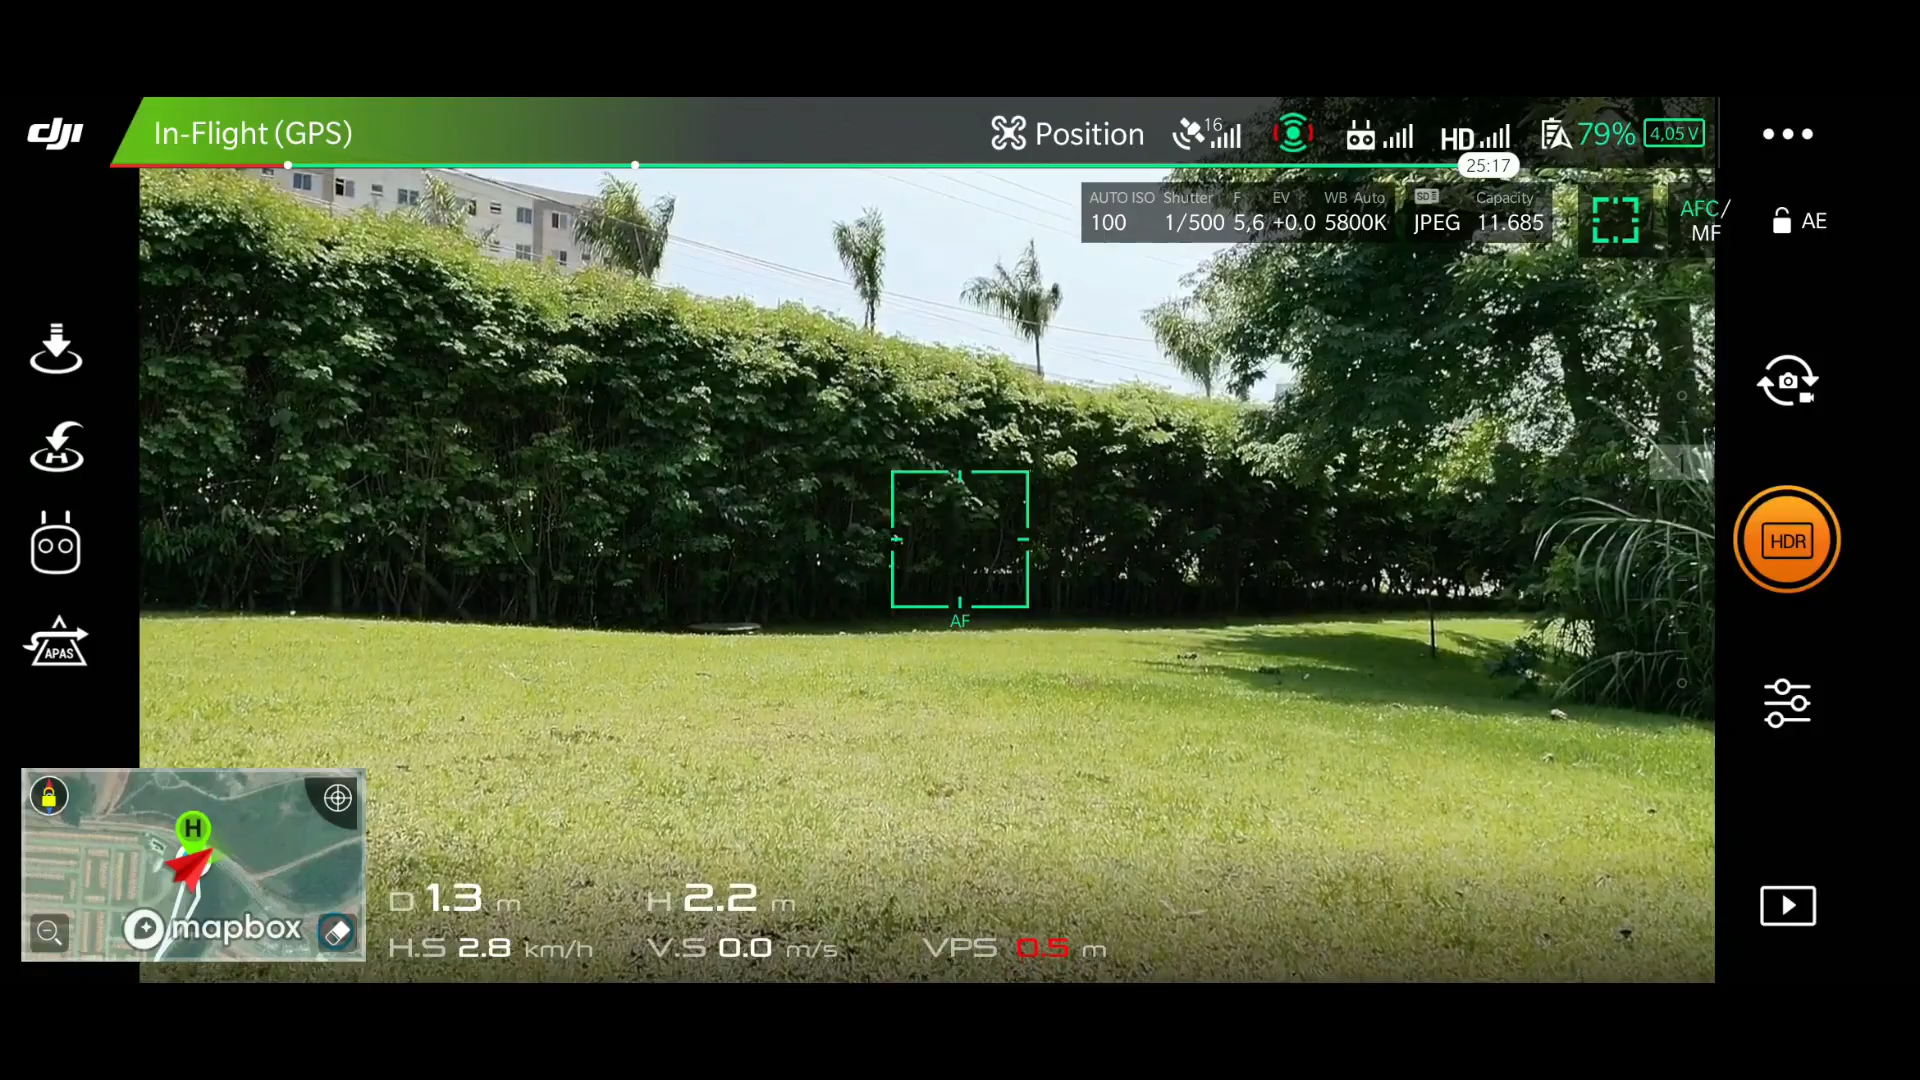 dji
In-Flight (GPS)
Position
16
HD
79%
4,05 V
25:17
AUTO ISO Shutter F EV WB Auto
100 1/500 5,6 +0.0 5800K
SD
Capacity
JPEG 11.685
AFC/
MF
AE
APAS
HDR
AF
H
mapbox
D 1.3 m H 2.2 m
H.S 2.8 km/h V.S 0.0 m/s VPS 0.5 m